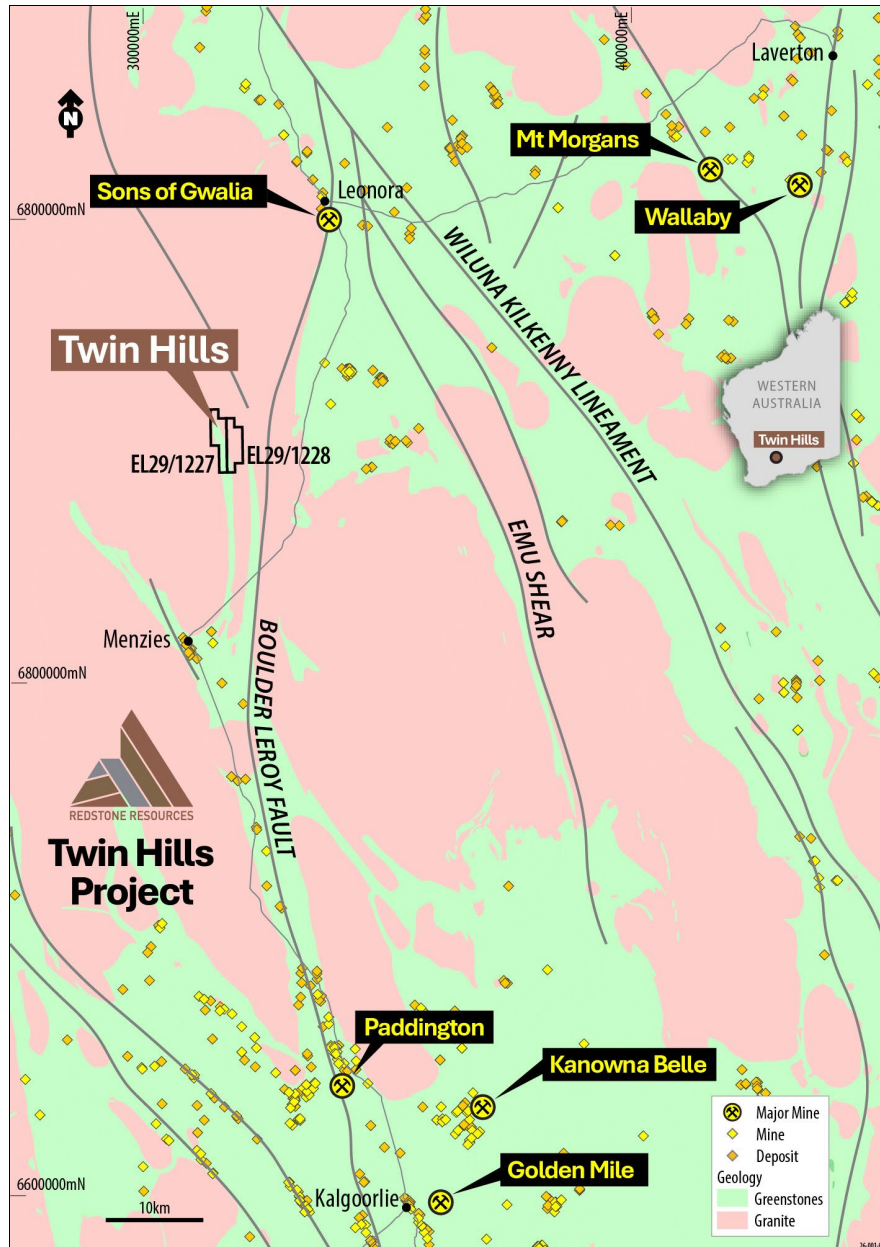 300000mE
400000mE
Laverton
N
Mt Morgans
Sons of Gwalia
Leonora
Wallaby
6800000mN
WILUNA KILKENNY LINEAMENT
Twin Hills
WESTERN
AUSTRALIA
Twin Hills
EL29/1227
EL29/1228
EMU SHEAR
Menzies
BOULDER LEROY FAULT
6800000mN
REDSTONE RESOURCES
Twin Hills
Project
Paddington
Kanowna Belle
Major Mine
Mine
Deposit
Geology
Greenstones
Granite
Golden Mile
6600000mN
Kalgoorlie
10km